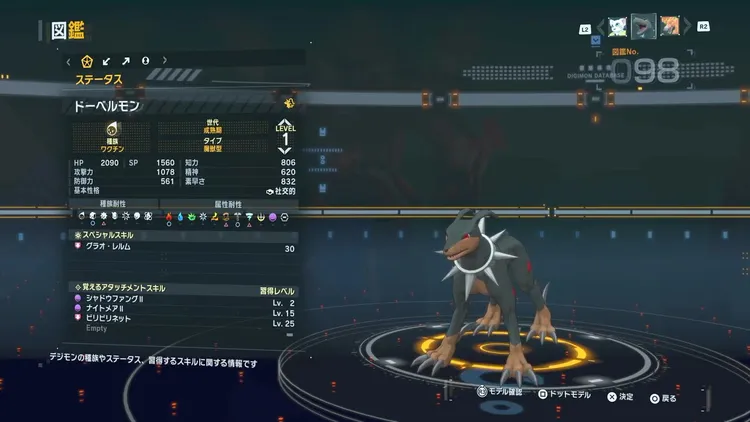 図鑑
L2
R2
図鑑No.
098
DIGIMON DATABASE
ステータス
ドーベルモン
種族
ワクチン
世代
成熟期
タイプ
魔獣型
LEVEL
1
HP 2090 SP 1560 知力 806
攻撃力 1078 精神 620
防御力 561 素早さ 832
基本性格 社交的
種族耐性 属性耐性
スペシャルスキル
グラオ・レルム 30
覚えるアタッチメントスキル 習得レベル
シャドウファングⅡ Lv. 2
ナイトメアⅡ Lv. 15
ビリビリネット Lv. 25
Empty
デジモンの種族やステータス、習得するスキルに関する情報です
R3 モデル確認 ドットモデル 決定 戻る